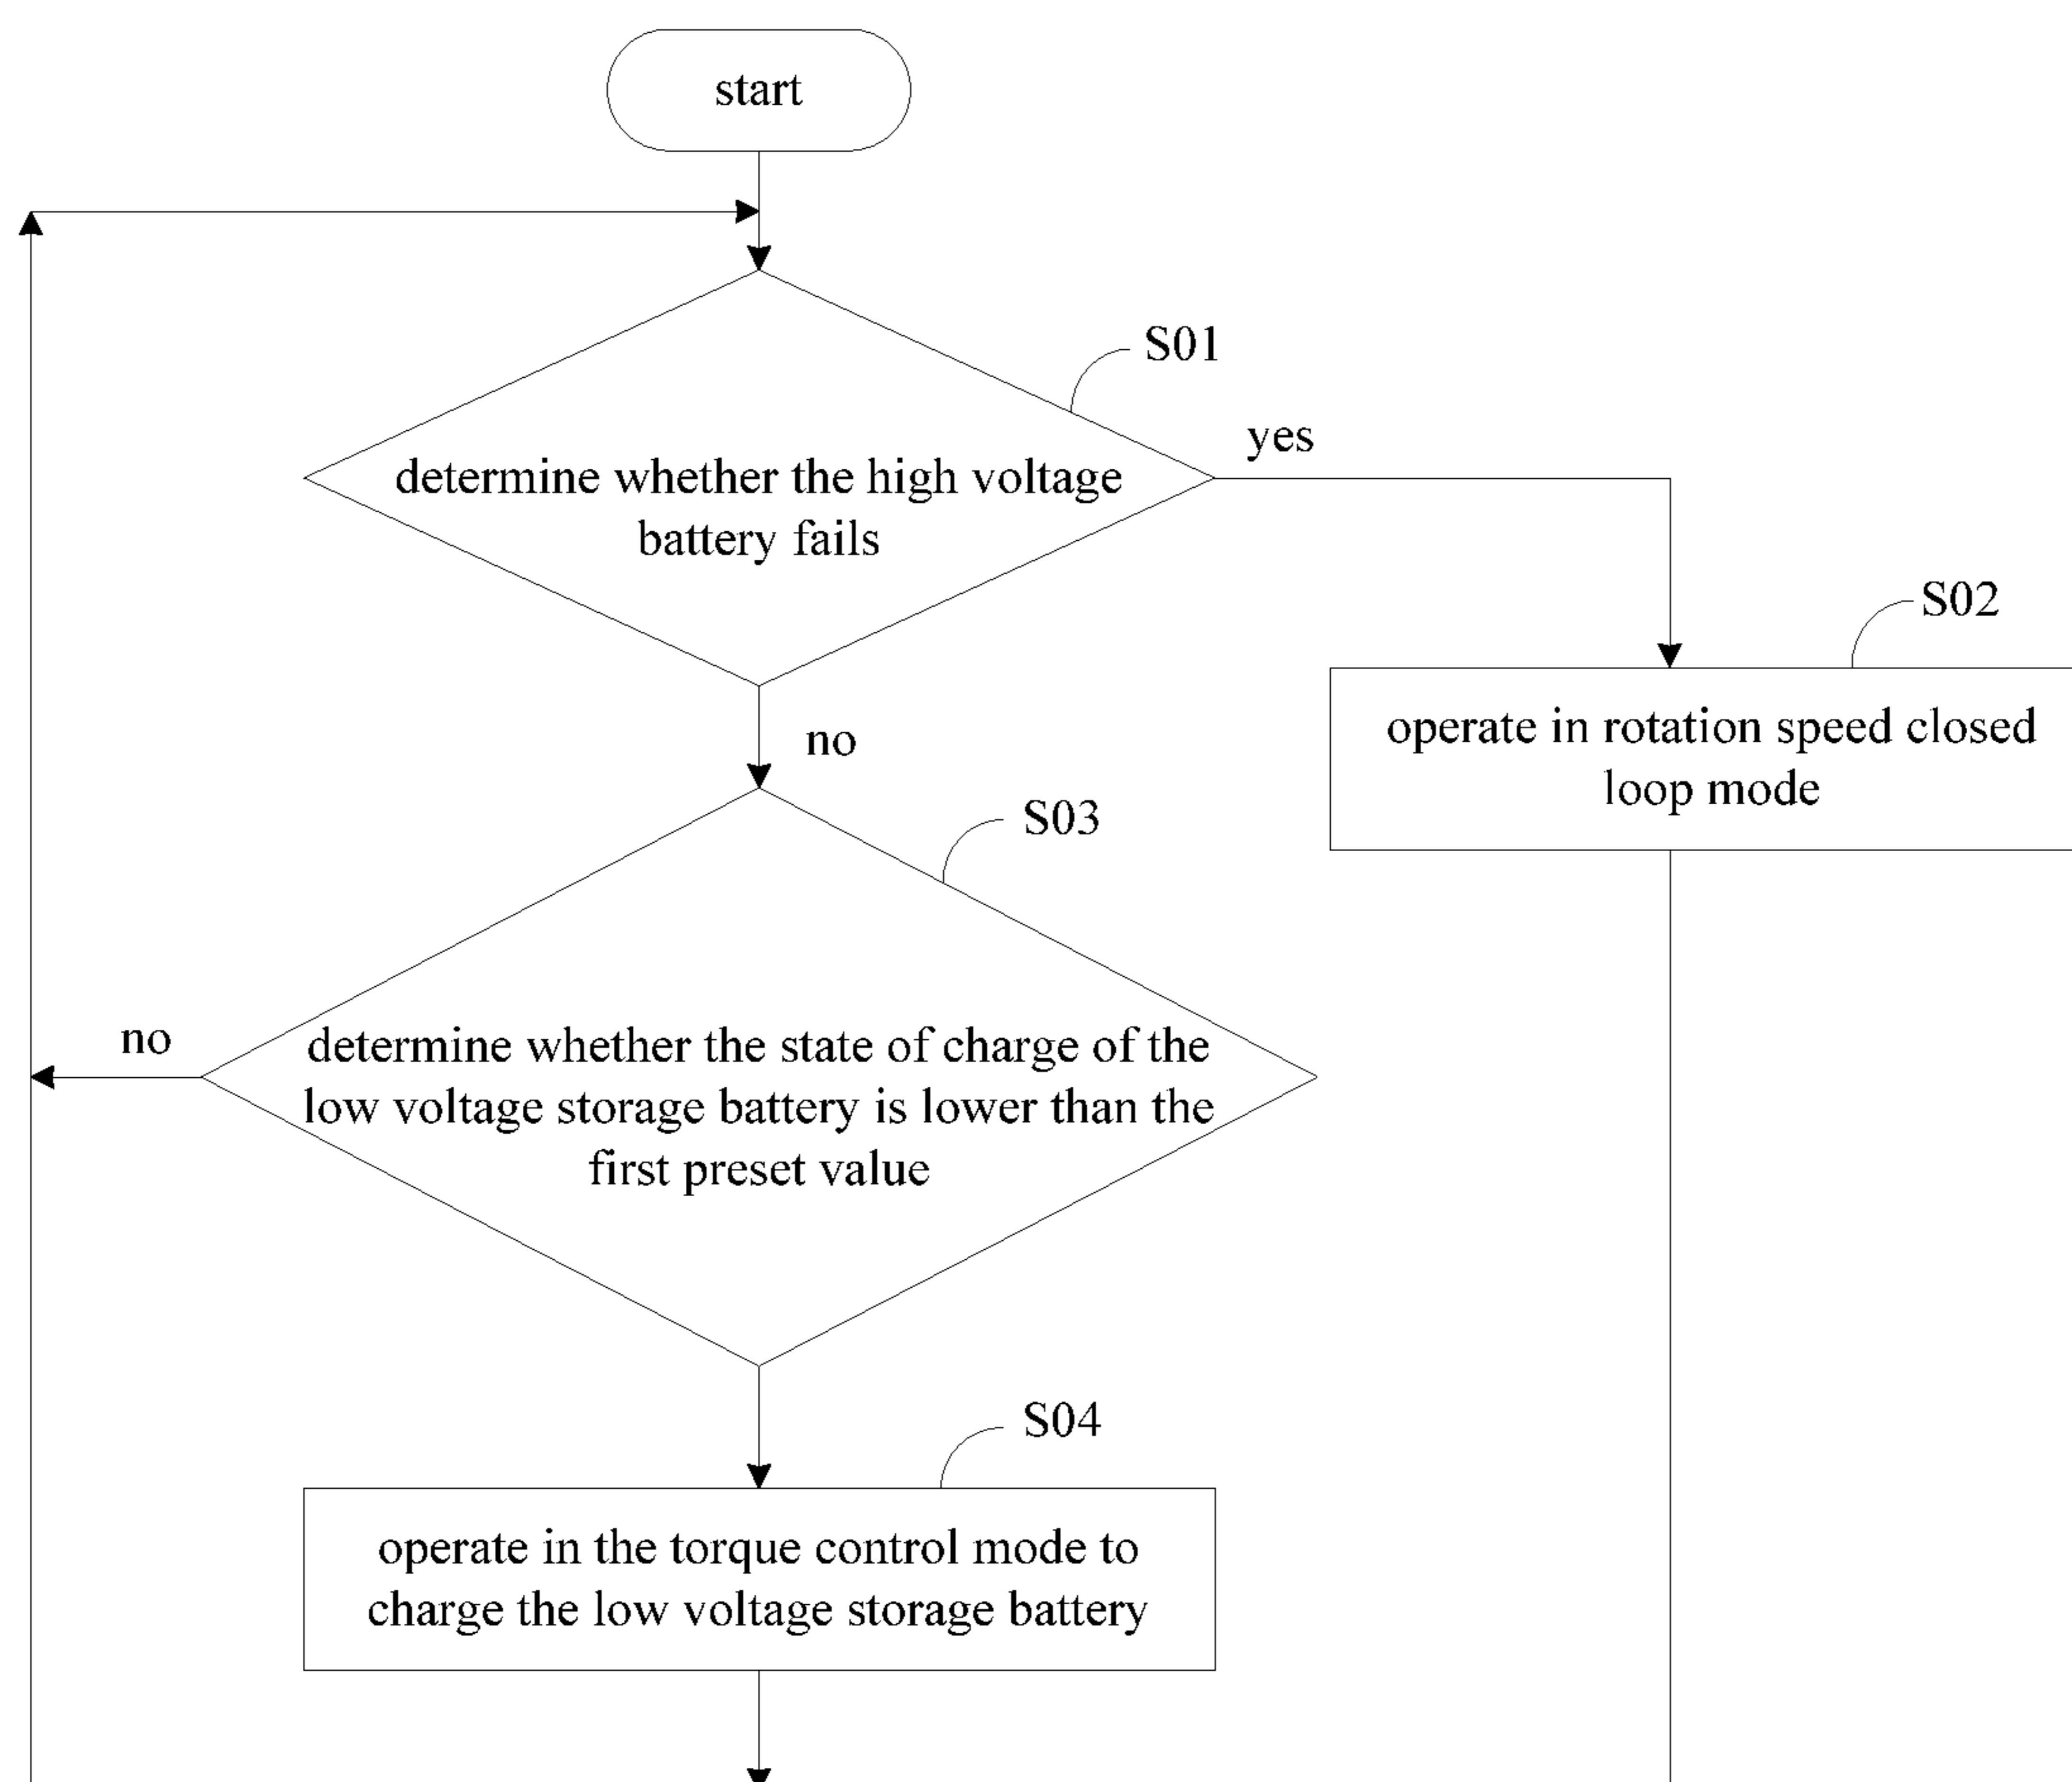 start
S01
yes
determine whether the high voltage
battery fails
S02
no
operate in rotation speed closed
loop mode
S03
no
determine whether the state of charge of the
low voltage storage battery is lower than the
first preset value
S04
operate in the torque control mode to
charge the low voltage storage battery